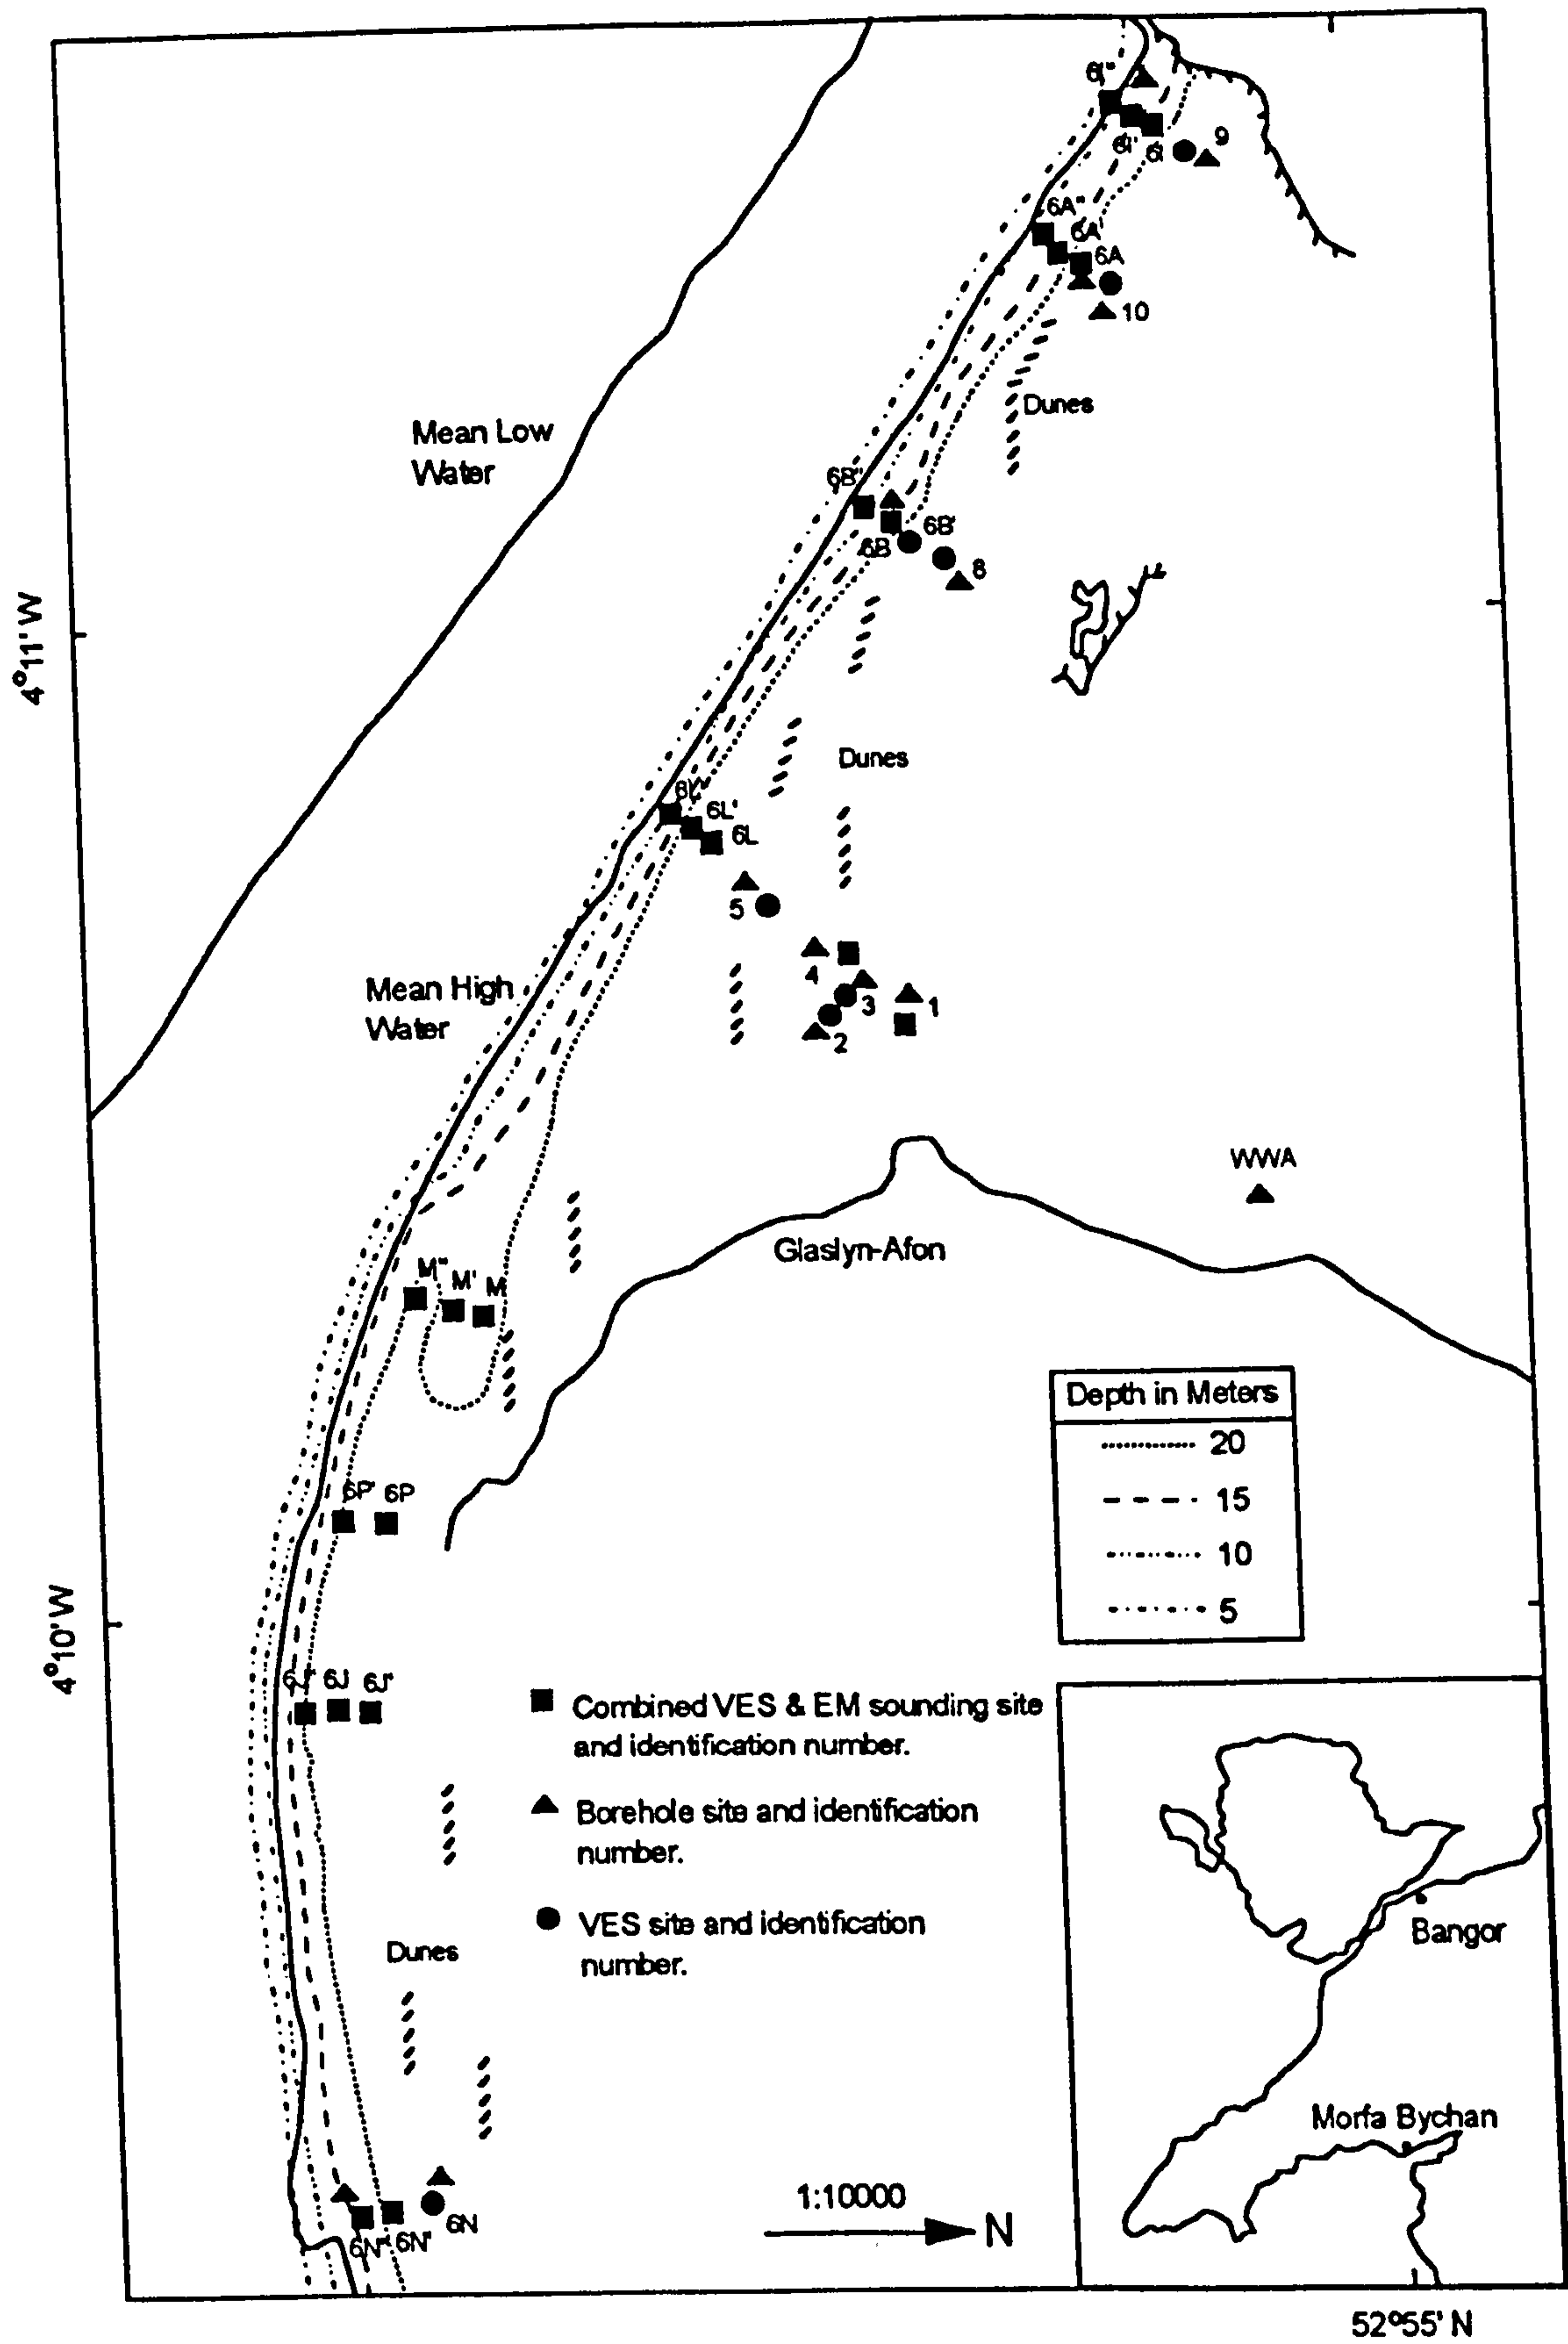 6I"
6I'
6I
9
6A"
6A'
6A
10
Dunes
Mean Low
Water
6B"
6B'
6B
8
4°11'W
Dunes
6L'
6L
5
4
3
1
2
Mean High
Water
WWA
Glaslyn-Afon
M"
M'
M
Depth in Meters
20
15
10
5
6P'
6P
4°10'W
6J
6J'
Combined VES & EM sounding site
and identification number.
Borehole site and identification
number.
VES site and identification
number.
Dunes
Bangor
Morfa Bychan
1:10000
N
6N
6N"
52°55'N